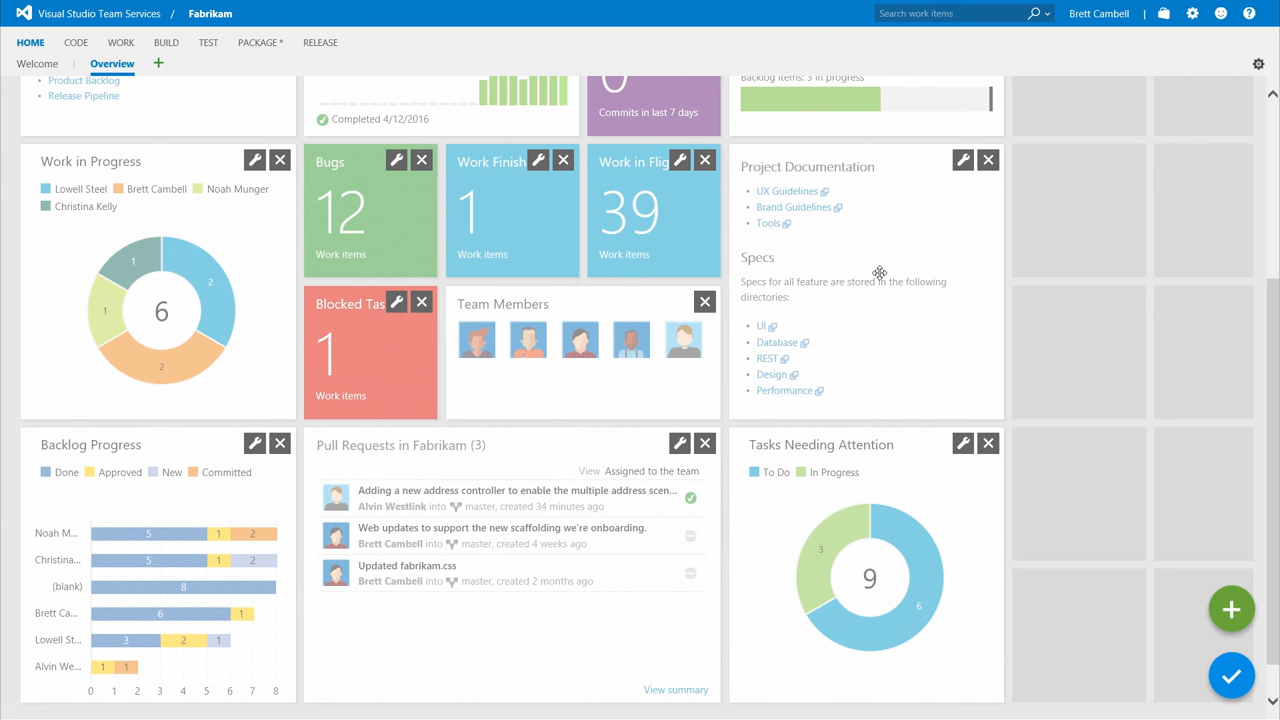 Visual Studio Team Services / Fabrikam
Search work items
Brett Cambell
HOME CODE WORK BUILD TEST PACKAGE * RELEASE
Welcome Overview
Product Backlog
Release Pipeline
Completed 4/12/2016
0
Commits in last 7 days
Backlog items: 3 in progress
Work in Progress
Lowell Steel Brett Cambell Noah Munger
Christina Kelly
1
2
1
6
2
Bugs
12
Work items
Work Finish
1
Work items
Work in Flig
39
Work items
Project Documentation
UX Guidelines
Brand Guidelines
Tools
Specs
Specs for all feature are stored in the following
directories:
UI
Database
REST
Design
Performance
Blocked Tas
1
Work items
Team Members
Backlog Progress
Done Approved New Committed
Noah M... 5 1 2
Christina... 5 1 2
(blank) 8
Brett Ca... 6 1
Lowell St... 3 2 1
Alvin We... 1 1
0 1 2 3 4 5 6 7 8
Pull Requests in Fabrikam (3)
View Assigned to the team
Adding a new address controller to enable the multiple address scen...
Alvin Westlink into master, created 34 minutes ago
Web updates to support the new scaffolding we're onboarding.
Brett Cambell into master, created 4 weeks ago
Updated fabrikam.css
Brett Cambell into master, created 2 months ago
View summary
Tasks Needing Attention
To Do In Progress
3
9
6